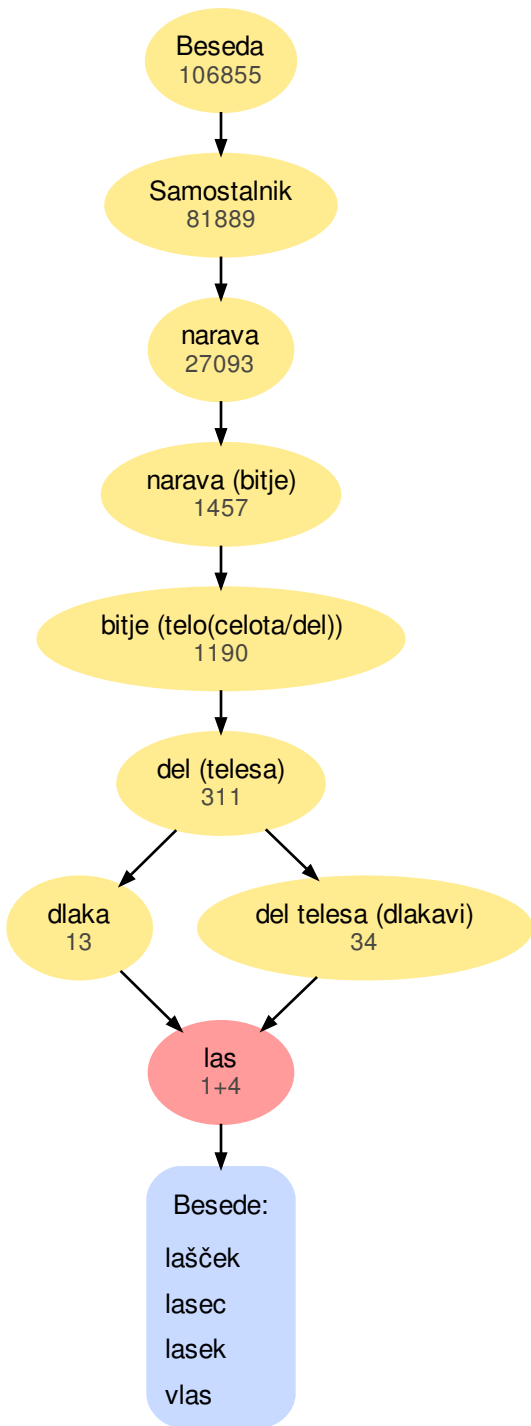 Beseda
106855
Samostalnik
81889
narava
27093
narava (bitje)
1457
bitje (telo(celota/del))
1190
del (telesa)
311
dlaka
13
del telesa (dlakavi)
34
las
1+4
Besede:
lašček
lasec
lasek
vlas